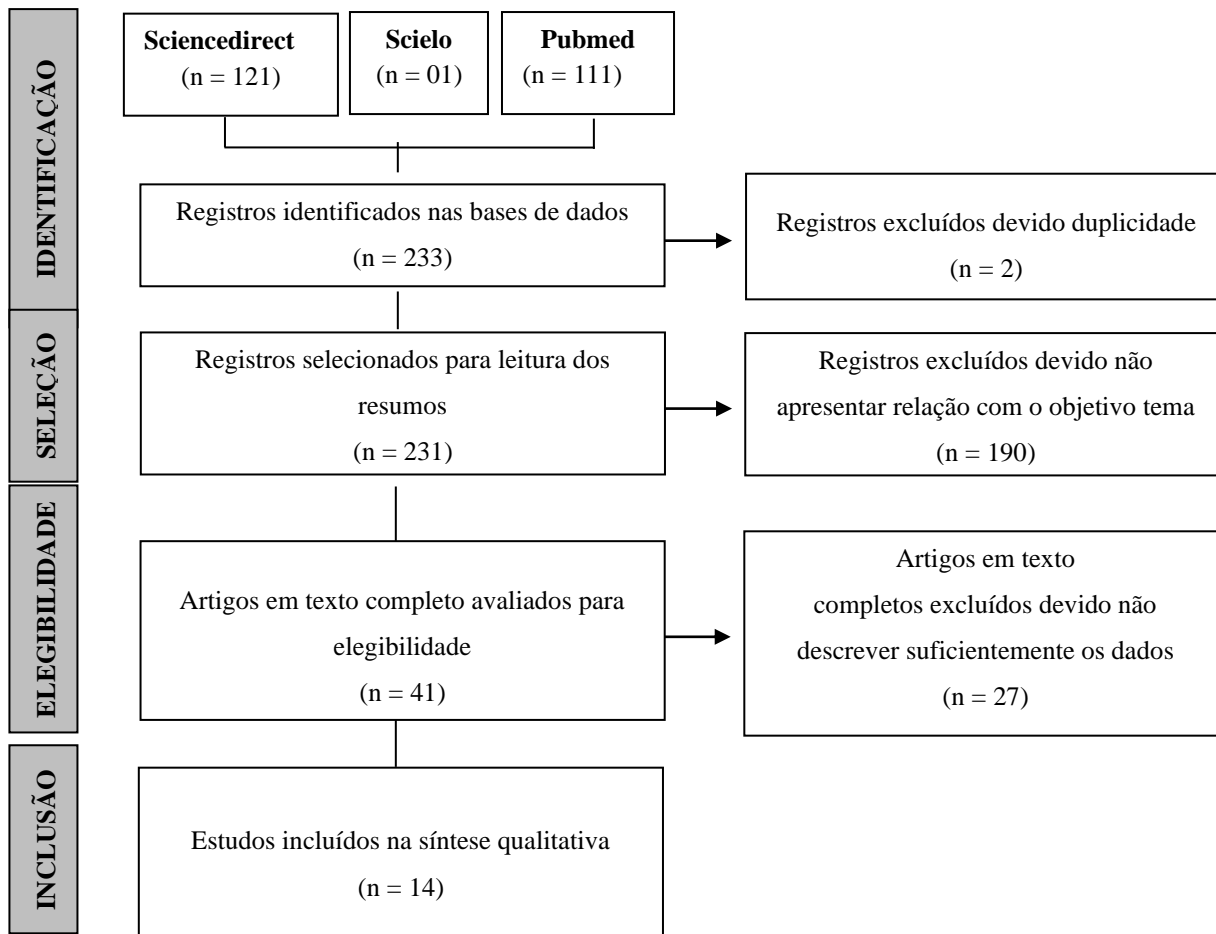 IDENTIFICAÇÃO
Sciencedirect
(n = 121)
Scielo
(n = 01)
Pubmed
(n = 111)
Registros identificados nas bases de dados
(n = 233)
Registros excluídos devido duplicidade
(n = 2)
SELEÇÃO
Registros selecionados para leitura dos
resumos
(n = 231)
Registros excluídos devido não
apresentar relação com o objetivo tema
(n = 190)
ELEGIBILIDADE
Artigos em texto completo avaliados para
elegibilidade
(n = 41)
Artigos em texto
completos excluídos devido não
descrever suficientemente os dados
(n = 27)
INCLUSÃO
Estudos incluídos na síntese qualitativa
(n = 14)